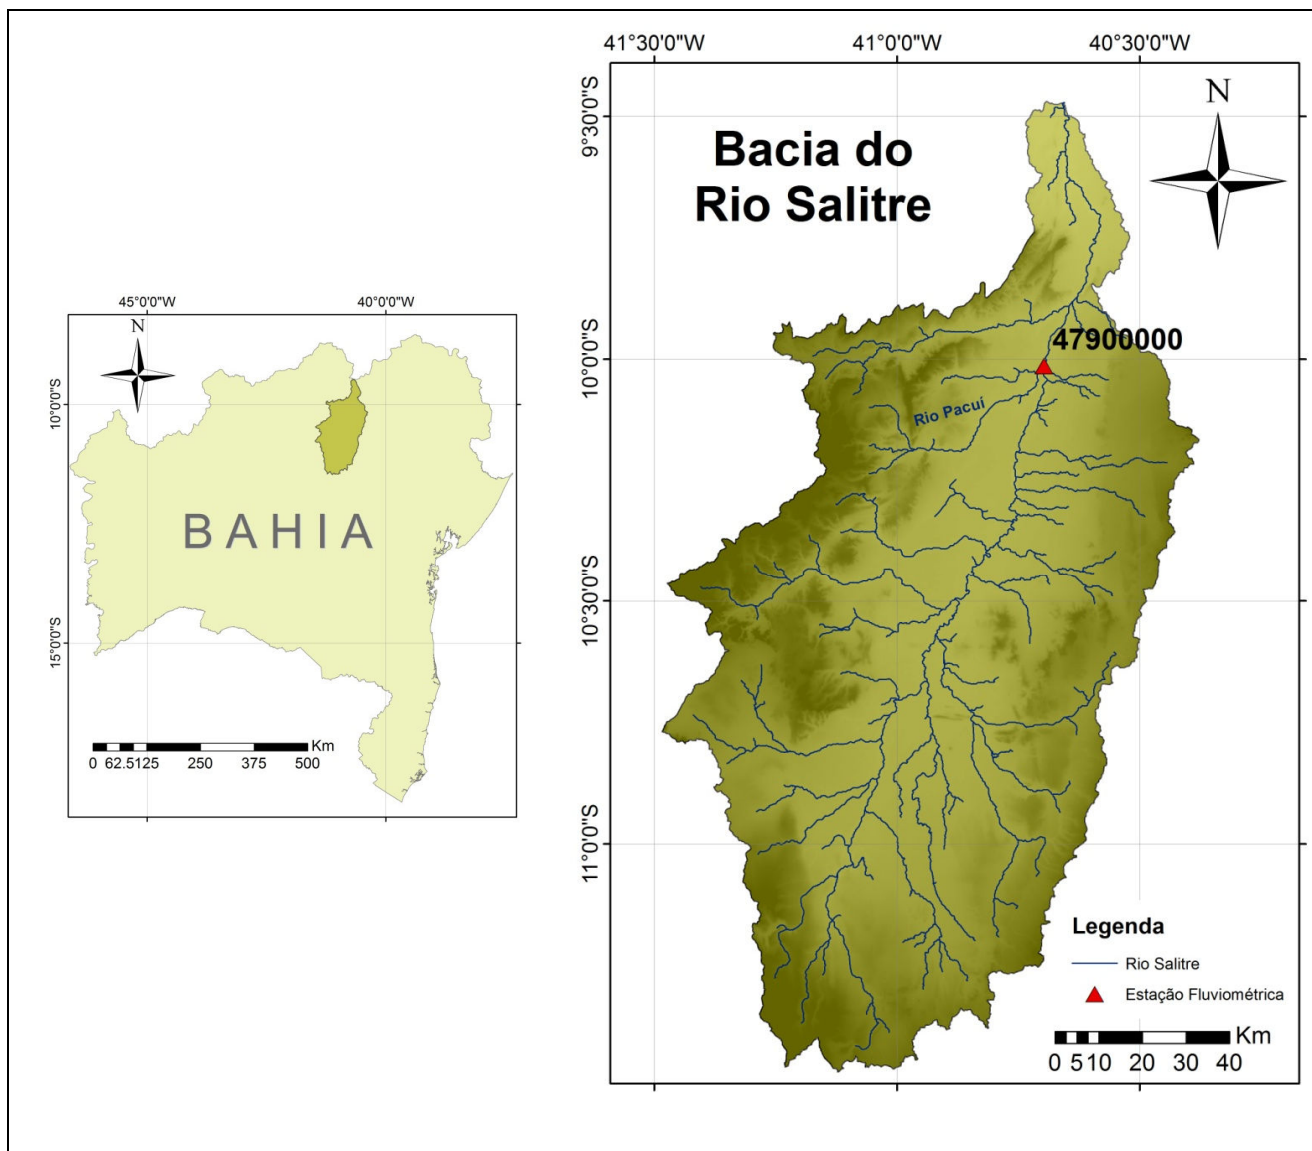 45°0'0"W
40°0'0"W
N
10°0'0"S
15°0'0"S
BAHIA
Km
0 62.5125 250 375 500
41°30'0"W
41°0'0"W
40°30'0"W
9°30'0"S
10°0'0"S
10°30'0"S
11°0'0"S
Bacia do
Rio Salitre
N
47900000
Rio Pacuí
Legenda
Rio Salitre
Estação Fluviométrica
Km
0 5 10 20 30 40